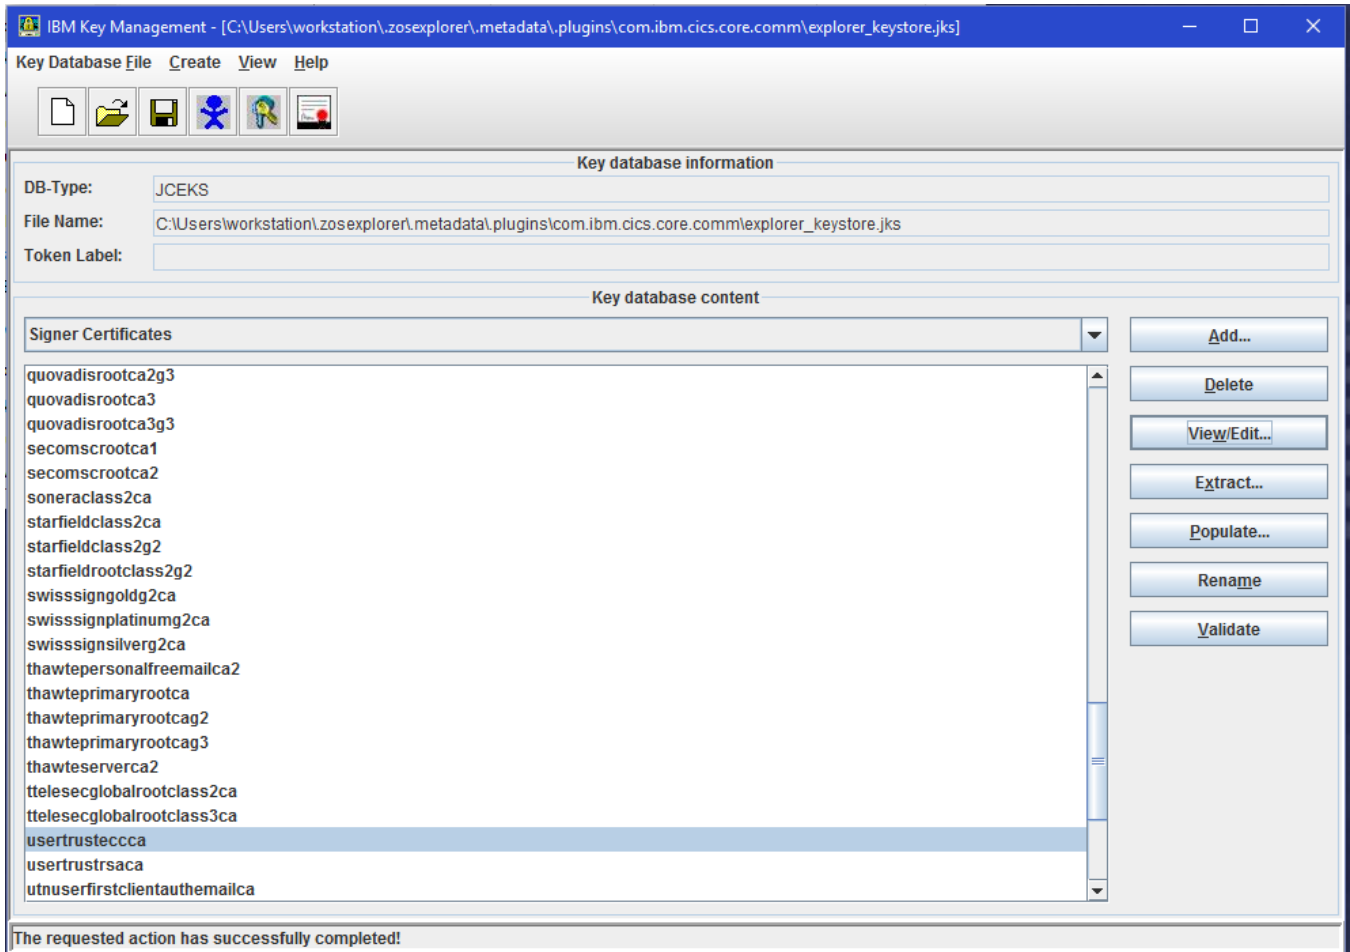 IBM Key Management - [C:\Users\workstation\.zosexplorer\.metadata\.plugins\com.ibm.cics.core.comm\explorer_keystore.jks]
Key Database File Create View Help
Key database information
DB-Type: JCEKS
File Name: C:\Users\workstation\.zosexplorer\.metadata\.plugins\com.ibm.cics.core.comm\explorer_keystore.jks
Token Label:
Key database content
Signer Certificates
Add...
quovadisrootca2g3
quovadisrootca3
quovadisrootca3g3
secomscrootca1
secomscrootca2
soneraclass2ca
starfieldclass2ca
starfieldclass2g2
starfieldrootclass2g2
swisssigngoldg2ca
swisssignplatinumg2ca
swisssignsilverg2ca
thawtepersonalfreemailca2
thawteprimaryrootca
thawteprimaryrootcag2
thawteprimaryrootcag3
thawteserverca2
ttelesecglobalrootclass2ca
ttelesecglobalrootclass3ca
usertrusteccca
usertrustrsaca
utnuserfirstclientauthemailca
Delete
View/Edit...
Extract...
Populate...
Rename
Validate
The requested action has successfully completed!